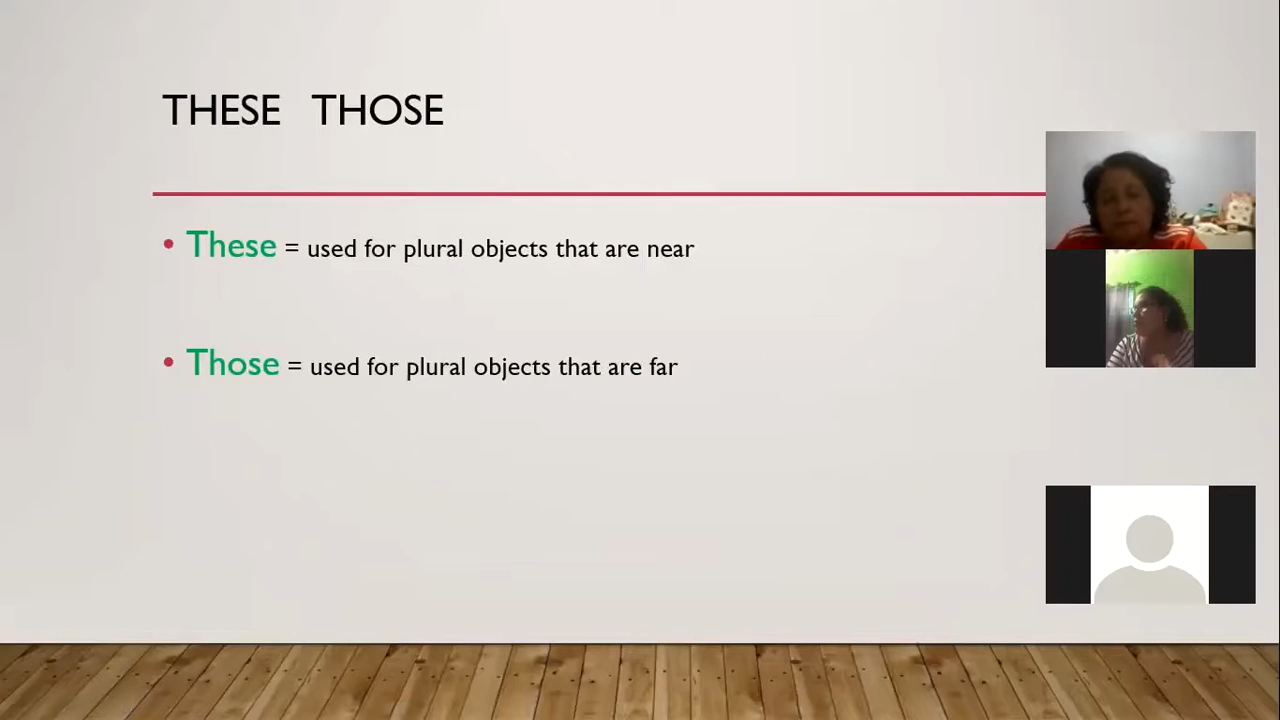 THESE THOSE
• These = used for plural objects that are near
• Those = used for plural objects that are far